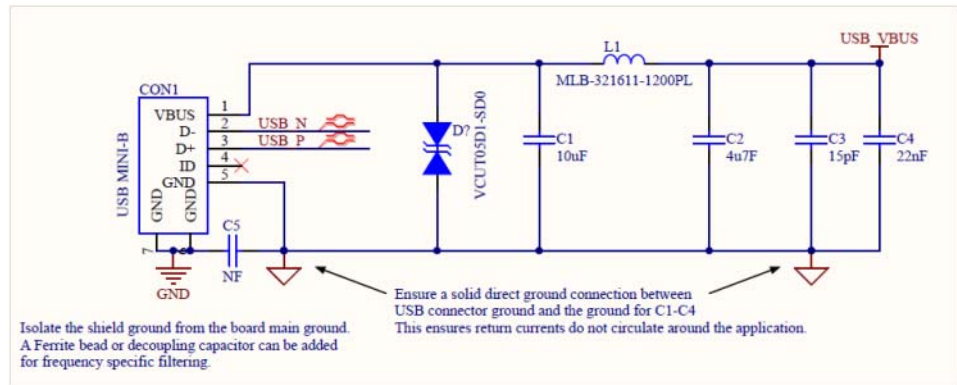 USB_VBUS
L1
MLB-321611-1200PL
CON1
USB MINI-B
VBUS 1
D- 2 USB_N
D+ 3 USB_P
ID 4
GND 5
GND
GND
7
D?
VCUT05D1-SD0
C1
10uF
C2
4u7F
C3
15pF
C4
22nF
C5
NF
GND
Ensure a solid direct ground connection between
USB connector ground and the ground for C1-C4
This ensures return currents do not circulate around the application.
Isolate the shield ground from the board main ground.
A Ferrite bead or decoupling capacitor can be added
for frequency specific filtering.